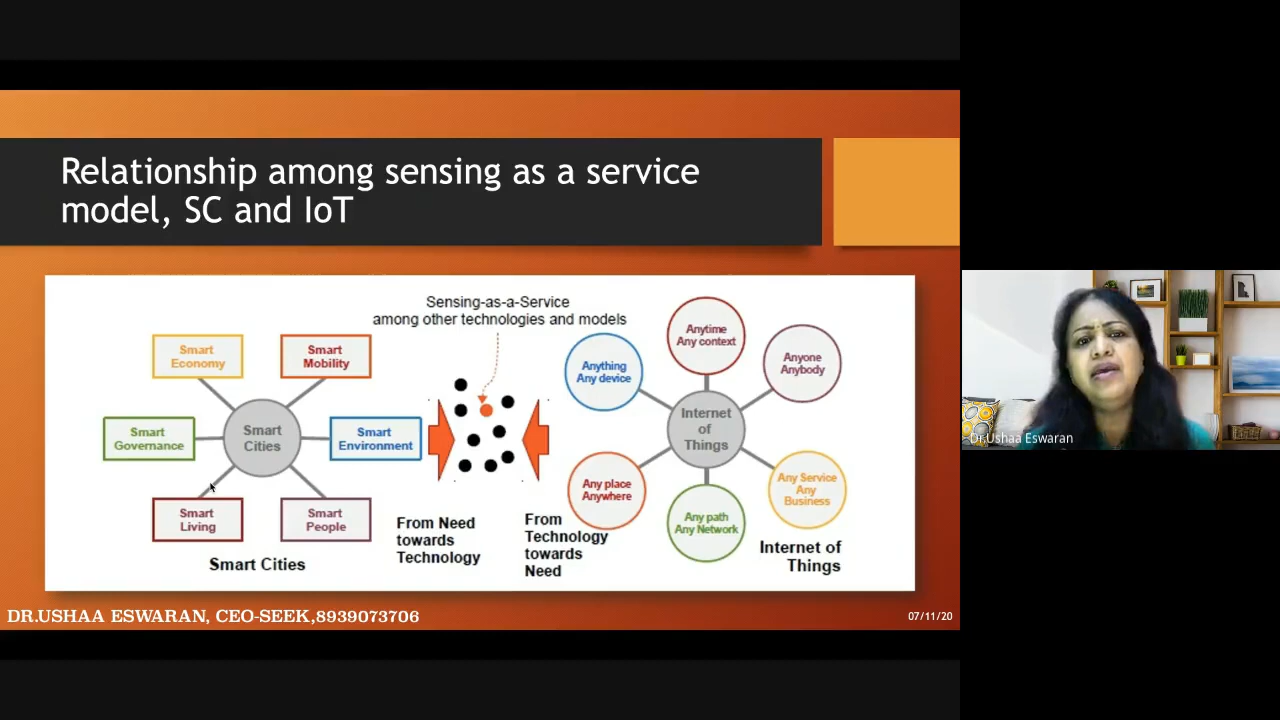 Relationship among sensing as a service
model, SC and IoT
Sensing-as-a-Service
among other technologies and models
Smart
Economy
Smart
Mobility
Smart
Governance
Smart
Cities
Smart
Environment
Smart
Living
Smart
People
Smart Cities
From Need
towards
Technology
From
Technology
towards
Need
Anytime
Any context
Anything
Any device
Anyone
Anybody
Internet
of
Things
Any place
Anywhere
Any path
Any Network
Any Service
Any
Business
Internet of
Things
DR.USHAA ESWARAN, CEO-SEEK,8939073706
07/11/20
Dr.Ushaa Eswaran